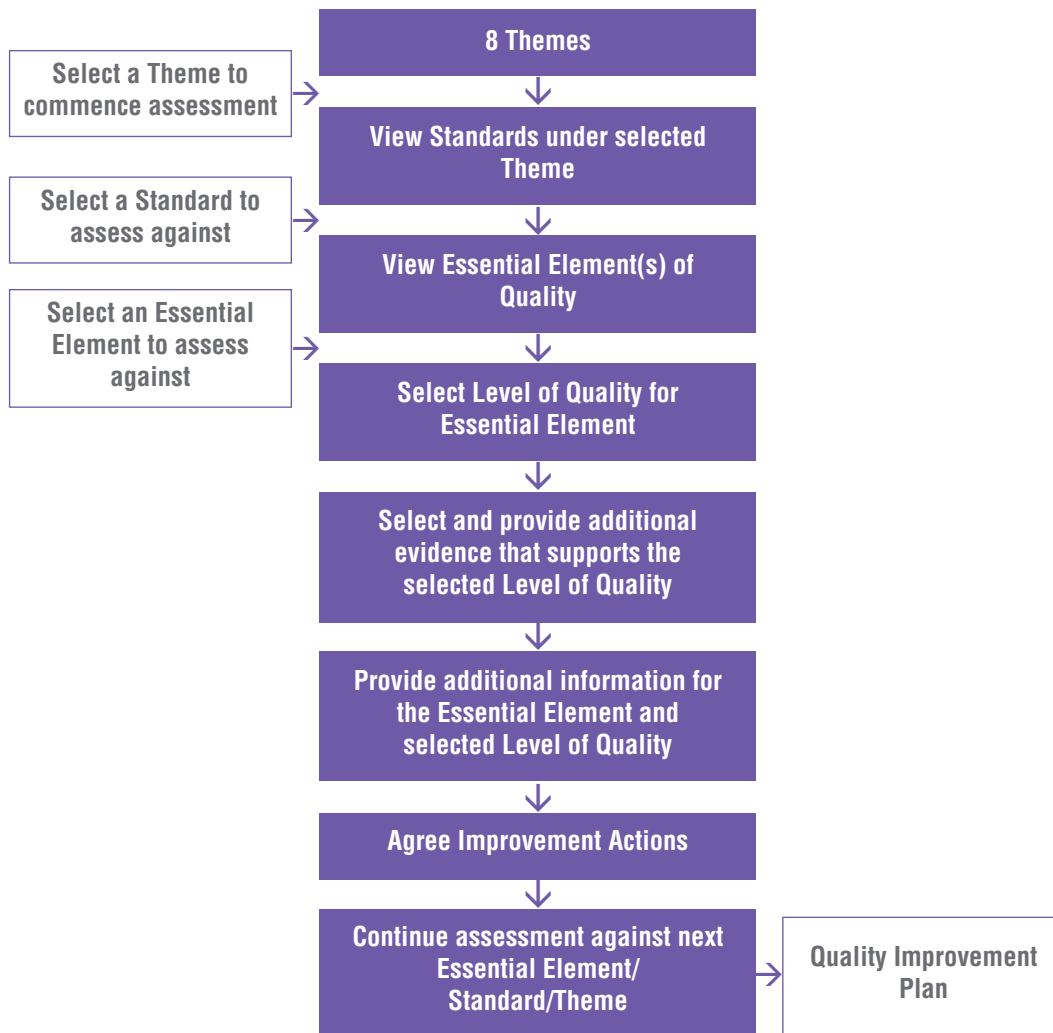 8 Themes
Select a Theme to
commence assessment
View Standards under selected
Theme
Select a Standard to
assess against
View Essential Element(s) of
Quality
Select an Essential
Element to assess
against
Select Level of Quality for
Essential Element
Select and provide additional
evidence that supports the
selected Level of Quality
Provide additional information for
the Essential Element and
selected Level of Quality
Agree Improvement Actions
Continue assessment against next
Essential Element/
Standard/Theme
Quality Improvement
Plan